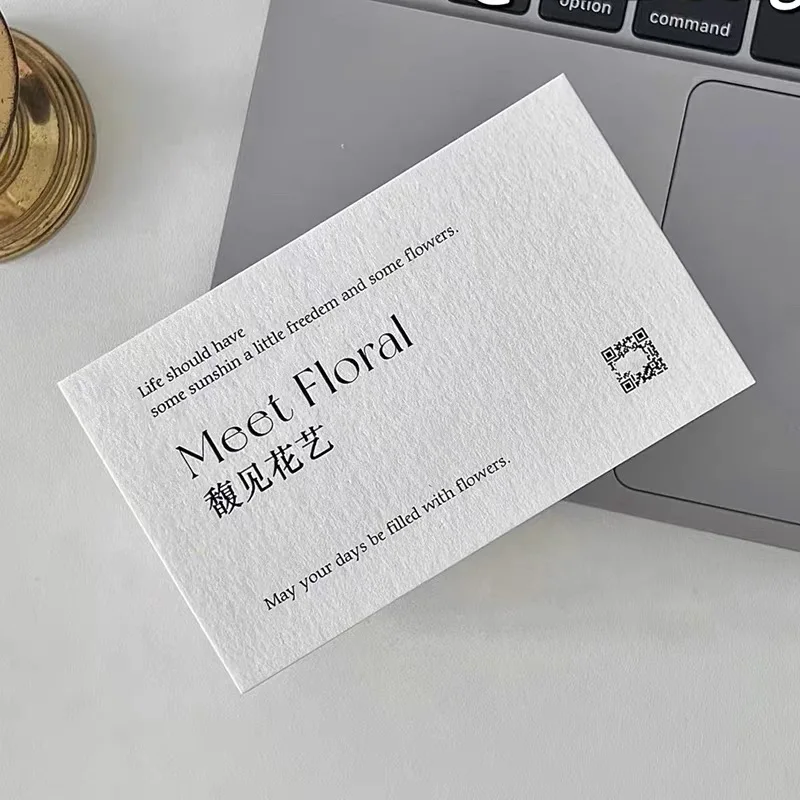 option
command
Life should have
some sunshin a little freedem and some flowers.
Meet Floral
馥见花艺
May your days be filled with flowers.